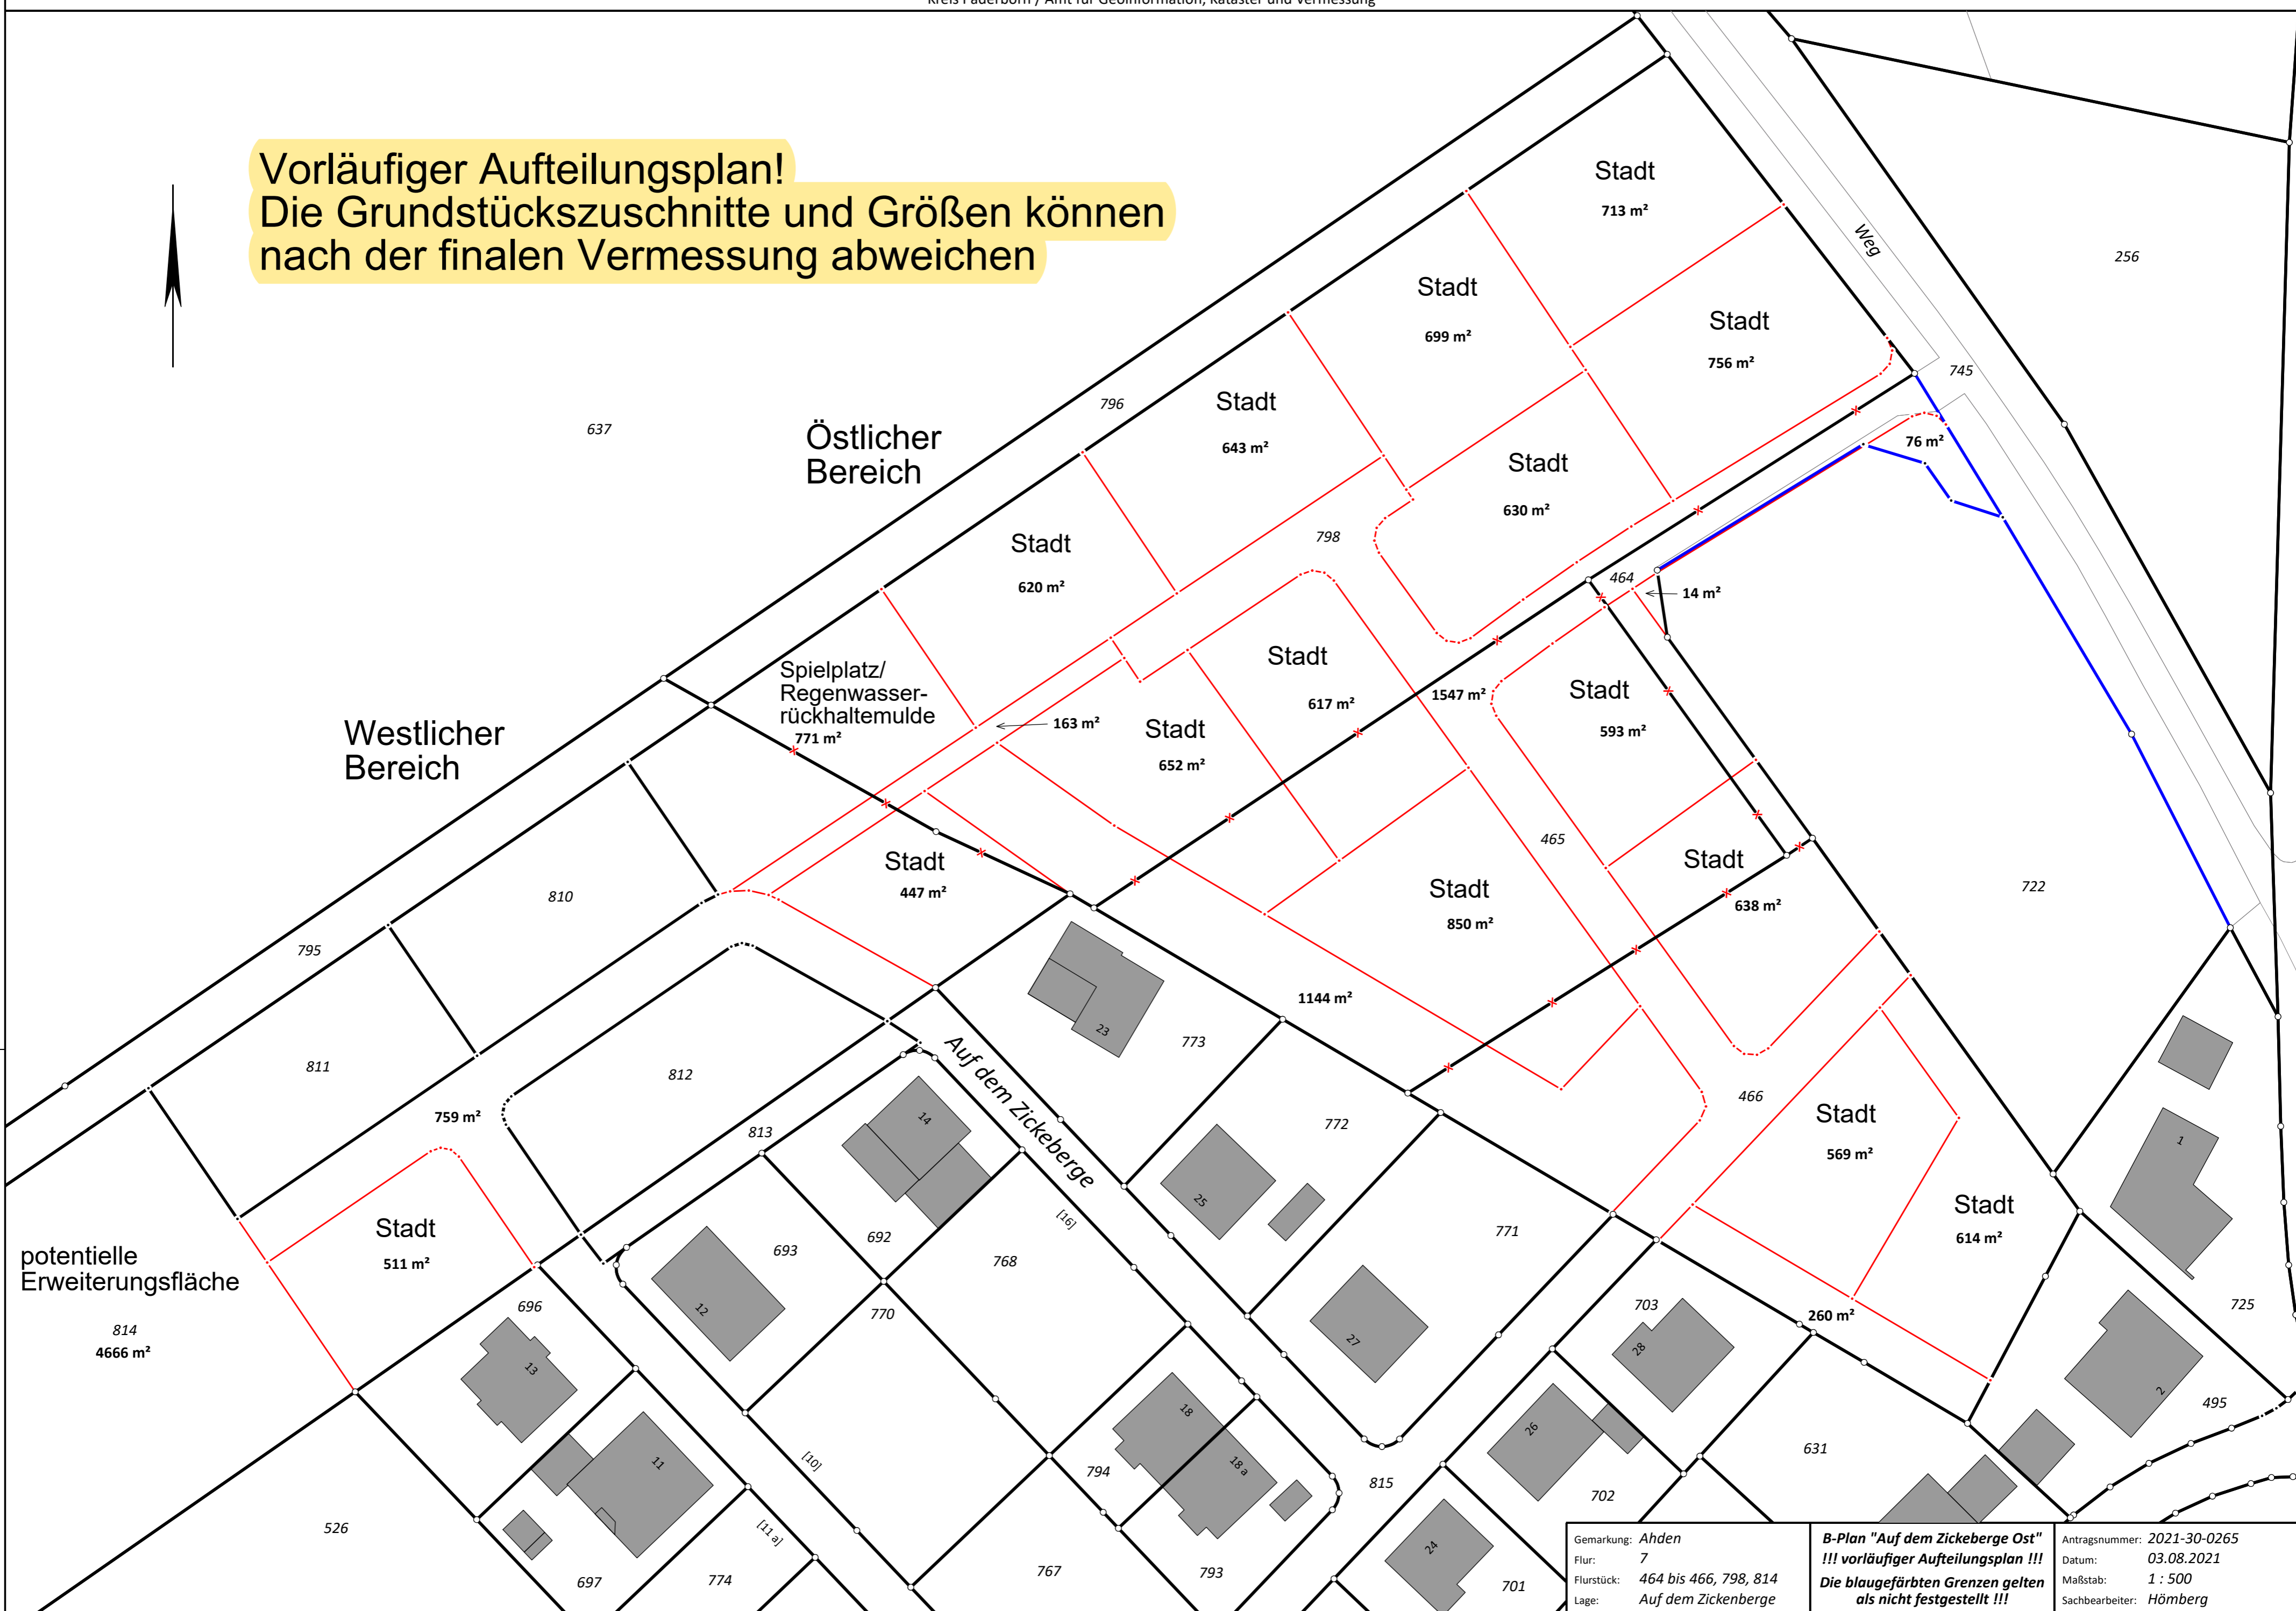 Kreis Paderborn / Amt für Geoinformation, Kataster und Vermessung
Vorläufiger Aufteilungsplan!
Die Grundstückszuschnitte und Größen können
nach der finalen Vermessung abweichen
Stadt
713 m²
Weg
256
Stadt
699 m²
Stadt
756 m²
745
637
796
Östlicher
Bereich
Stadt
643 m²
76 m²
Stadt
630 m²
Stadt
620 m²
798
464
14 m²
Spielplatz/
Regenwasser-
rückhaltemulde
771 m²
163 m²
Stadt
617 m²
1547 m²
Stadt
593 m²
Westlicher
Bereich
Stadt
652 m²
465
Stadt
638 m²
722
810
Stadt
447 m²
Stadt
850 m²
795
1144 m²
23
773
811
812
Auf dem Zickeberge
466
759 m²
14
813
772
Stadt
569 m²
1
Stadt
511 m²
25
[16]
Stadt
614 m²
potentielle
Erweiterungsfläche
814
4666 m²
693
692
768
771
696
12
770
27
703
28
260 m²
725
13
2
495
11
[10]
18
18 a
794
26
631
815
702
526
[11 a]
24
697
774
767
793
701
Gemarkung: Ahden
Flur: 7
Flurstück: 464 bis 466, 798, 814
Lage: Auf dem Zickenberge
B-Plan "Auf dem Zickeberge Ost"
!!! vorläufiger Aufteilungsplan !!!
Die blaugefärbten Grenzen gelten
als nicht festgestellt !!!
Antragsnummer: 2021-30-0265
Datum: 03.08.2021
Maßstab: 1 : 500
Sachbearbeiter: Hömberg